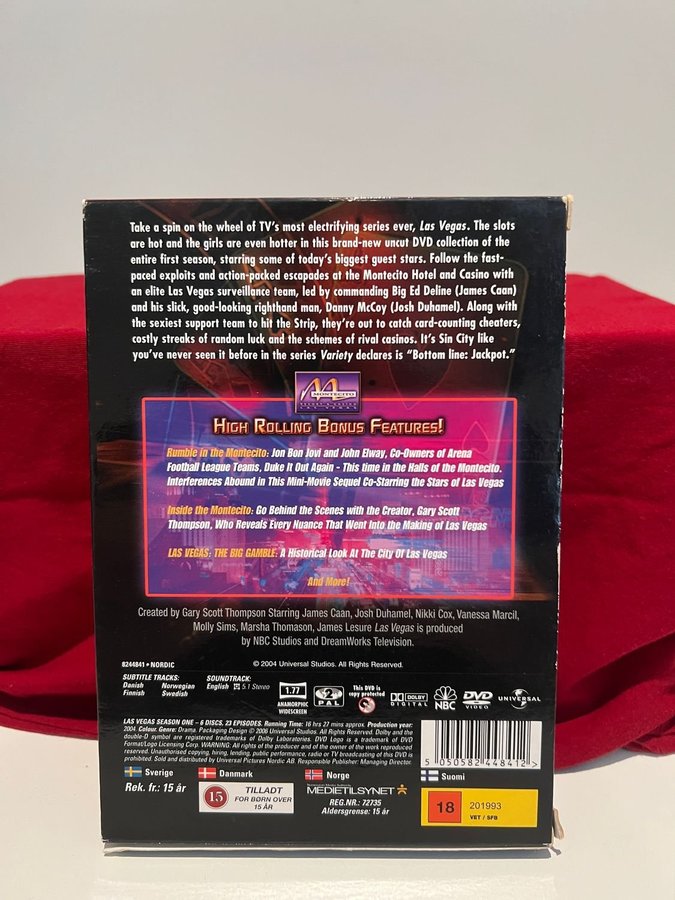 Take a spin on the wheel of TV's most electrifying series ever, Las Vegas. The slots
are hot and the girls are even hotter in this brand-new uncut DVD collection of the
entire first season, starring some of today's biggest guest stars. Follow the fast-
paced exploits and action-packed escapades at the Montecito Hotel and Casino with
an elite Las Vegas surveillance team, led by commanding Big Ed Deline (James Caan)
and his slick, good-looking righthand man, Danny McCoy (Josh Duhamel). Along with
the sexiest support team to hit the Strip, they're out to catch card-counting cheaters,
costly streaks of random luck and the schemes of rival casinos. It's Sin City like
you've never seen it before in the series Variety declares is "Bottom line: Jackpot."
MONTECITO
High Rolling Bonus Features!
Rumble in the Montecito: Jon Bon Jovi and John Elway, Co-Owners of Arena
Football League Teams, Duke It Out Again - This time in the Halls of the Montecito.
Interferences Abound in This Mini-Movie Sequel Co-Starring the Stars of Las Vegas
Inside the Montecito: Go Behind the Scenes with the Creator, Gary Scott
Thompson, Who Reveals Every Nuance That Went Into the Making of Las Vegas
LAS VEGAS: THE BIG GAMBLE: A Historical Look At The City Of Las Vegas
And More!
Created by Gary Scott Thompson Starring James Caan, Josh Duhamel, Nikki Cox, Vanessa Marcil,
Molly Sims, Marsha Thomason, James Lesure Las Vegas is produced
by NBC Studios and DreamWorks Television.
8244841 • NORDIC
© 2004 Universal Studios. All Rights Reserved.
SUBTITLE TRACKS:
Danish Norwegian
Finnish Swedish
SOUNDTRACK:
English 5.1 Stereo
1.77
ANAMORPHIC
WIDESCREEN
2
PAL
This DVD is
copy protected
DOLBY
DIGITAL
NBC
DVD
VIDEO
UNIVERSAL
LAS VEGAS SEASON ONE – 6 DISCS, 23 EPISODES. Running Time: 16 hrs 27 mins approx. Production year:
2004. Colour. Genre: Drama. Packaging Design © 2006 Universal Studios. All Rights Reserved. Dolby and the
double-D symbol are registered trademarks of Dolby Laboratories. DVD Logo is a trademark of DVD
Format/Logo Licensing Corp. WARNING: All rights of the producer and of the owner of the work reproduced
reserved. Unauthorised copying, hiring, lending, public performance, radio or TV broadcasting of this DVD is
prohibited. Sold and distributed by Universal Pictures Nordic AB. Responsible Publisher: Managing Director.
5 050582 448412 >
Sverige
Rek. fr.: 15 år
Danmark
15
TILLADT
FOR BØRN OVER
15 ÅR
Norge
MEDIETILSYNET
REG.NR.: 72735
Aldersgrense: 15 år
Suomi
18
201993
VET / SFB